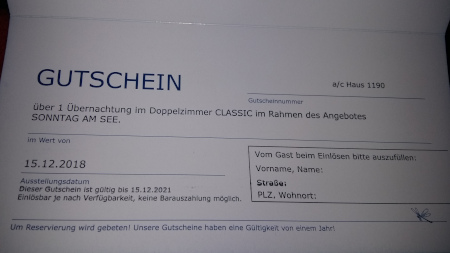 GUTSCHEIN
a/c Haus 1190
Gutscheinnummer
über 1 Übernachtung im Doppelzimmer CLASSIC im Rahmen des Angebotes
SONNTAG AM SEE.
im Wert von
15.12.2018
Ausstellungsdatum
Dieser Gutschein ist gültig bis 15.12.2021
Einlösbar je nach Verfügbarkeit, keine Barauszahlung möglich.
Vom Gast beim Einlösen bitte auszufüllen:
Vorname, Name:
Straße:
PLZ, Wohnort:
Um Reservierung wird gebeten! Unsere Gutscheine haben eine Gültigkeit von einem Jahr!